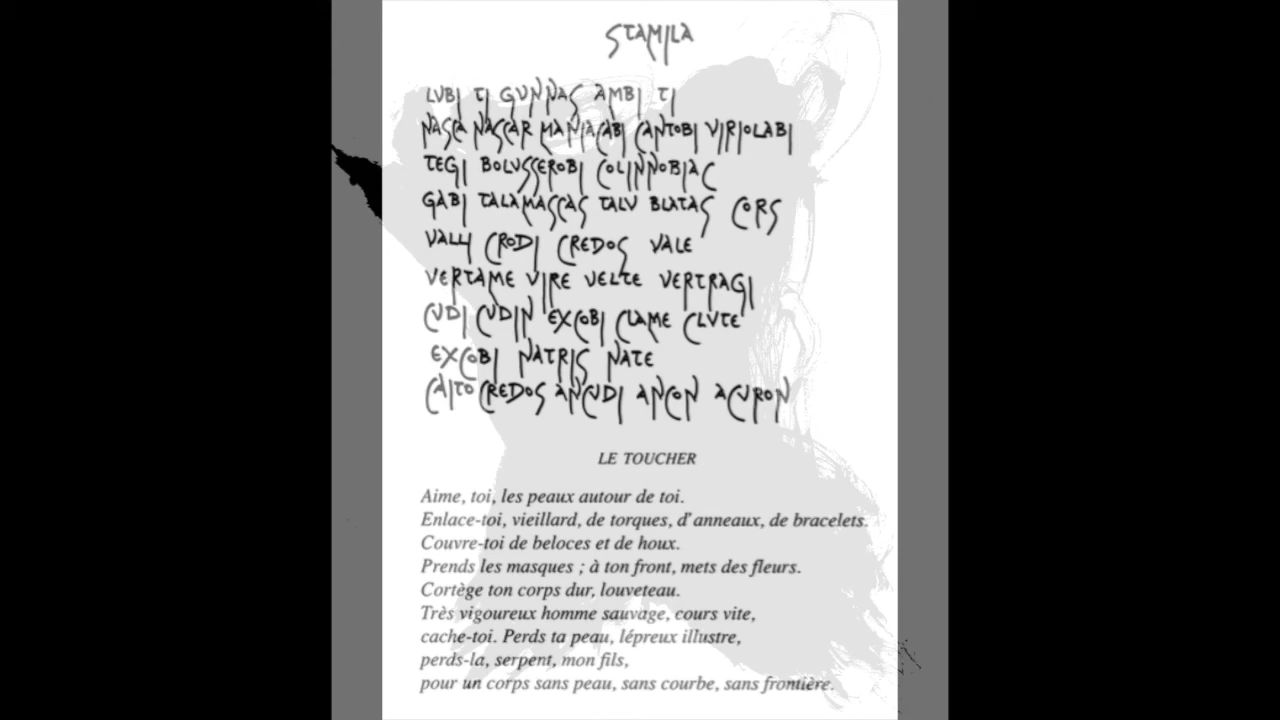 STAMILA
LUBI TI GUNNAS AMBI TI
NASCA NASCAR MANIACABI CANTOBI VIRIOLABI
TEGI BOLUSSEROBI COLINNOBIAC
GABI TALAMASCAS TALU BLATAS CORS
VALLI CRODI CREDOS VALE
VERTAME VIRE VELTE VERTRAGI
CUDI CUDIN EXCOBI CLAME CLUTE
EXCOBI NATRIS NATE
CAITO CREDOS ANCUDI ANCON ACURON
LE TOUCHER
Aime, toi, les peaux autour de toi.
Enlace-toi, vieillard, de torques, d'anneaux, de bracelets.
Couvre-toi de beloces et de houx.
Prends les masques ; à ton front, mets des fleurs.
Cortège ton corps dur, louveteau.
Très vigoureux homme sauvage, cours vite,
cache-toi. Perds ta peau, lépreux illustre,
perds-la, serpent, mon fils,
pour un corps sans peau, sans courbe, sans frontière.